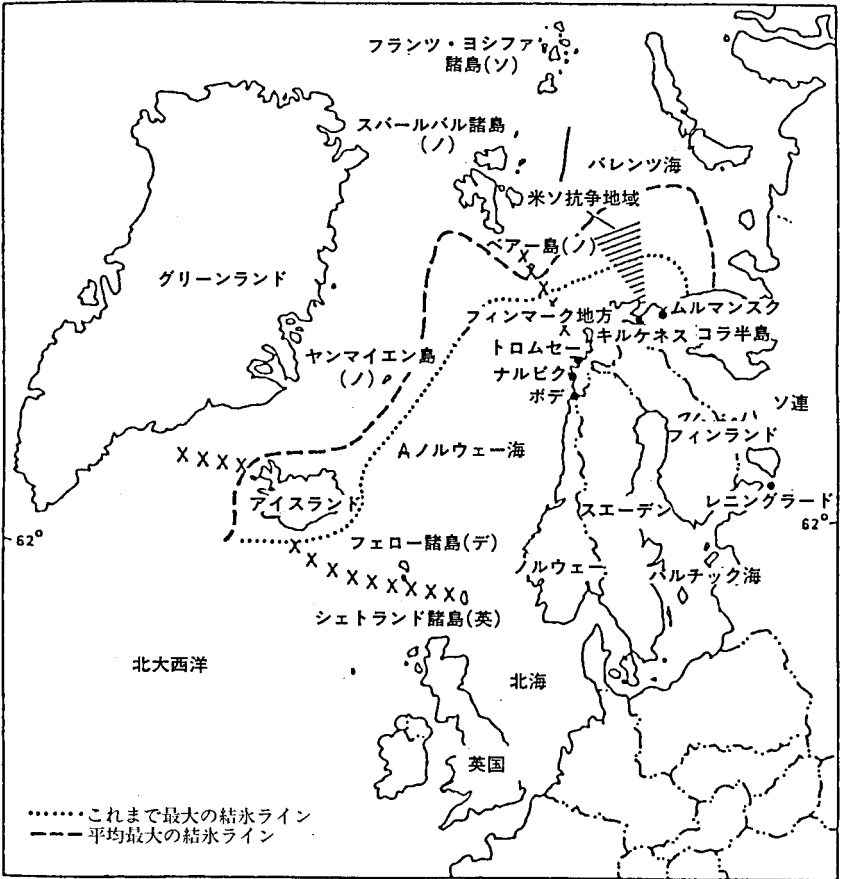 フランツ・ヨシファ
諸島(ソ)
スバールバル諸島
(ノ)
バレンツ海
米ソ抗争地域
ベアー島(ノ)
グリーンランド
フィンマーク地方
ムルマンスク
キルケネス コラ半島
トロムセー
ヤンマイエン島
(ノ)
ナルビク
ボデ
ソ連
Aノルウェー海
フィンランド
アイスランド
スエーデン
レニングラード
62°
62°
フェロー諸島(デ)
ノルウェー
バルチック海
シェトランド諸島(英)
北大西洋
北海
英国
これまで最大の結氷ライン
平均最大の結氷ライン